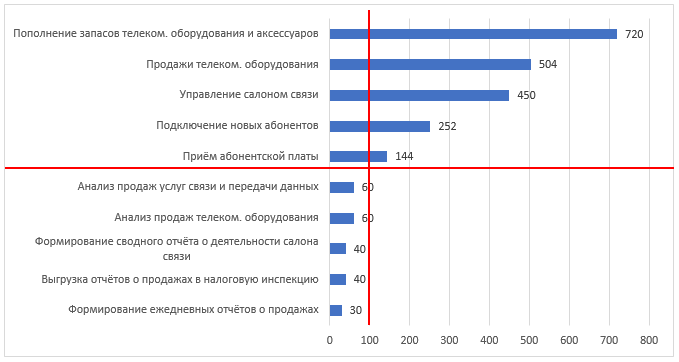 Пополнение запасов телеком. оборудования и аксессуаров 720
Продажи телеком. оборудования 504
Управление салоном связи 450
Подключение новых абонентов 252
Приём абонентской платы 144
Анализ продаж услуг связи и передачи данных 60
Анализ продаж телеком. оборудования 60
Формирование сводного отчёта о деятельности салона
связи 40
Выгрузка отчётов о продажах в налоговую инспекцию 40
Формирование ежедневных отчётов о продажах 30
0 100 200 300 400 500 600 700 800